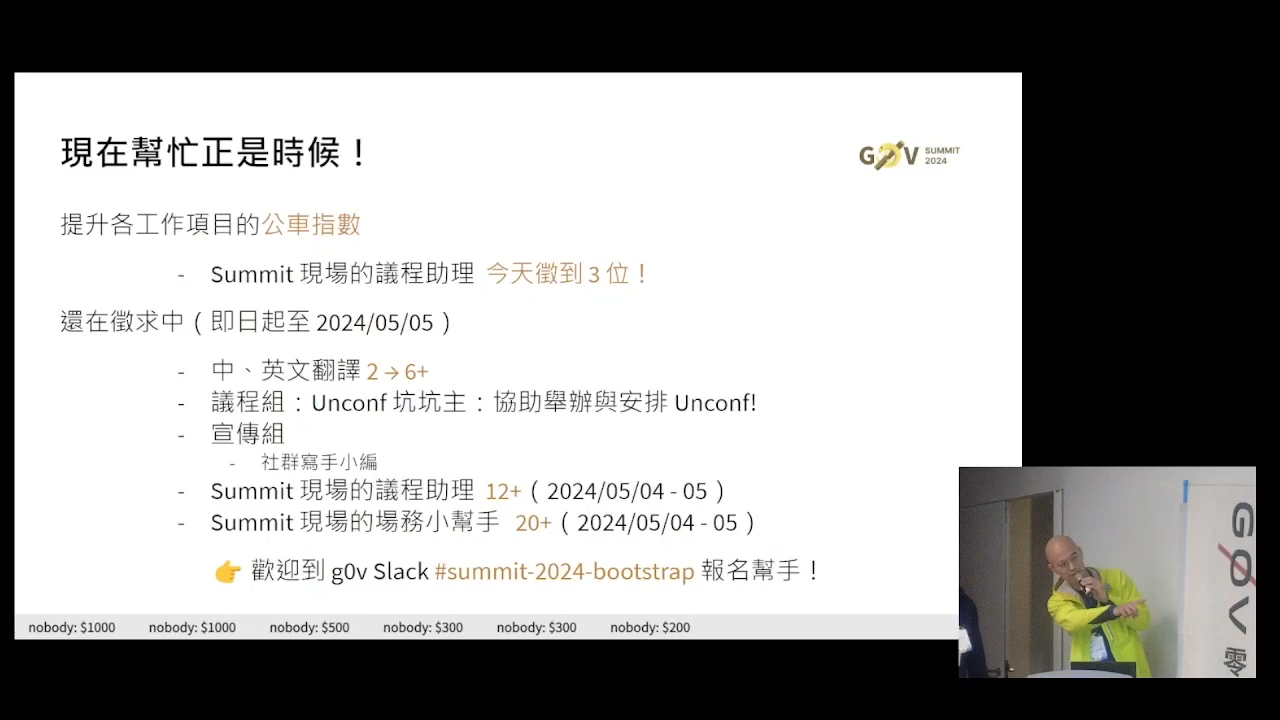 現在幫忙正是時候！
G0V SUMMIT
2024
提升各工作項目的公車指數
- Summit 現場的議程助理 今天徵到 3 位！
還在徵求中（即日起至 2024/05/05）
- 中、英文翻譯 2 → 6+
- 議程組：Unconf 坑坑主：協助舉辦與安排 Unconf!
- 宣傳組
- 社群寫手小編
- Summit 現場的議程助理 12+（2024/05/04 - 05）
- Summit 現場的場務小幫手 20+（2024/05/04 - 05）
👉 歡迎到 g0v Slack #summit-2024-bootstrap 報名幫手！
nobody: $1000 nobody: $1000 nobody: $500 nobody: $300 nobody: $300 nobody: $200
G0V 零